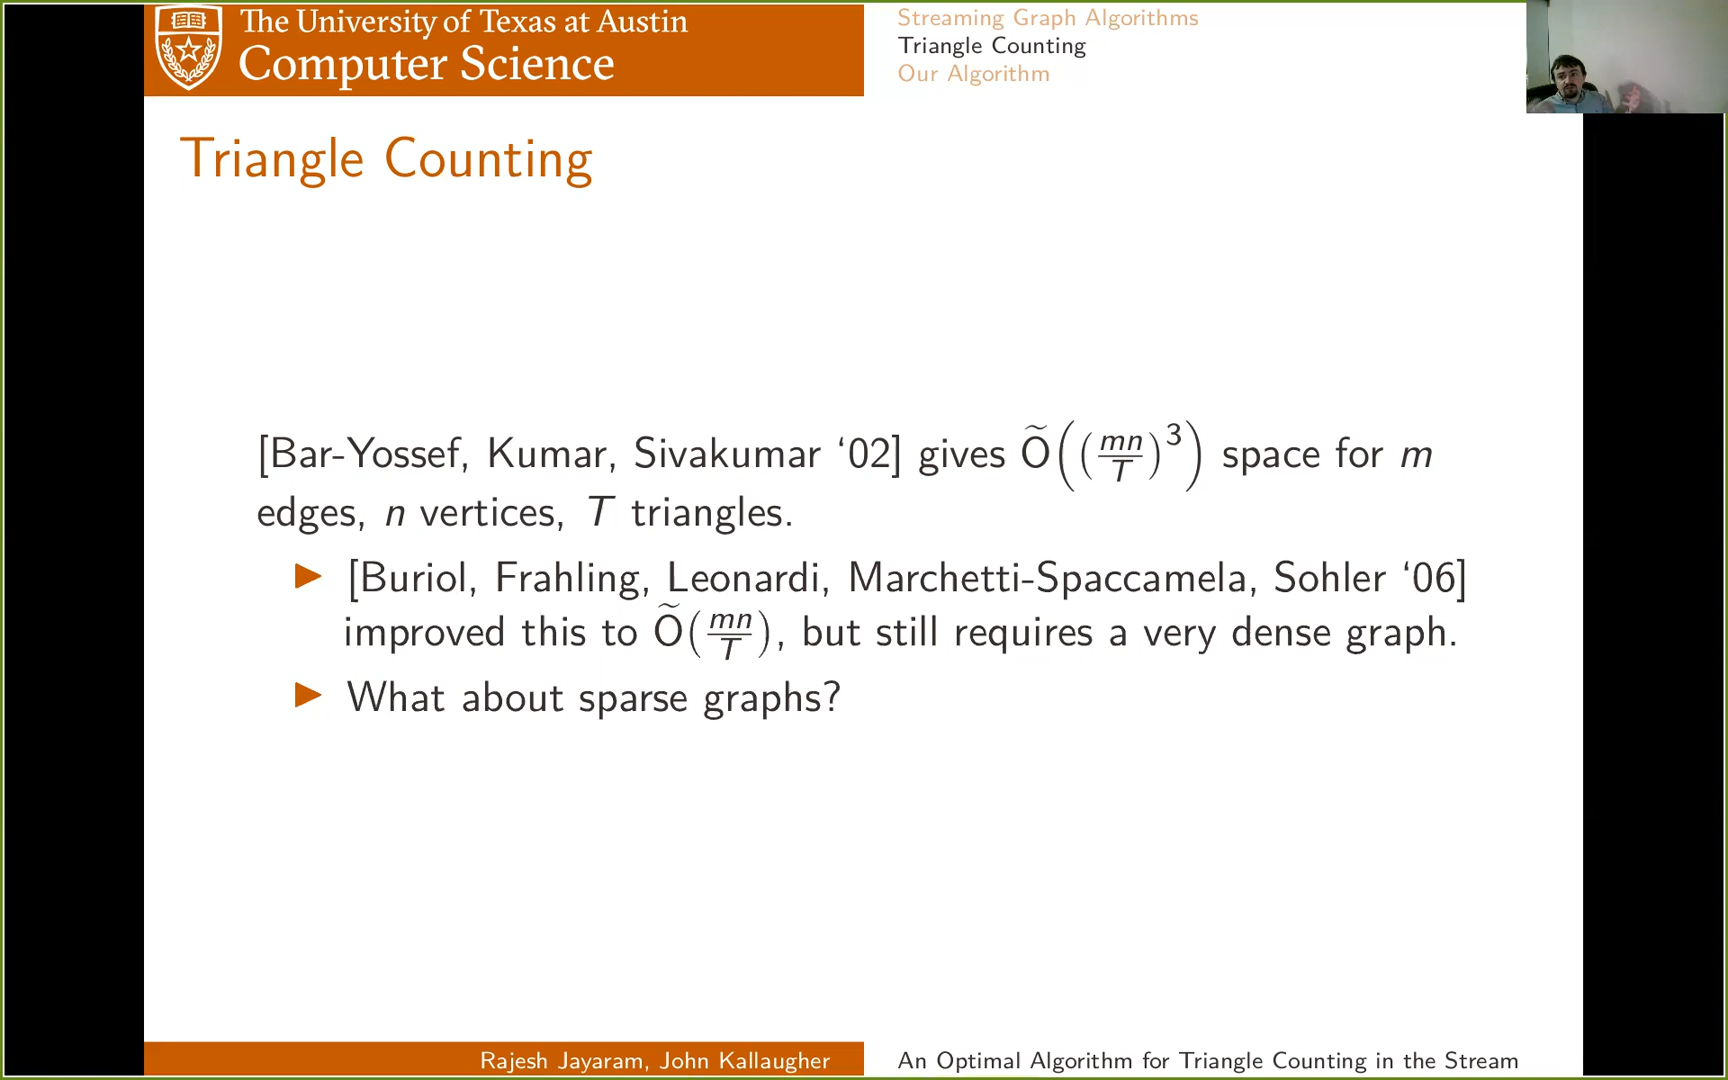 The University of Texas at Austin
Computer Science
Streaming Graph Algorithms
Triangle Counting
Our Algorithm
Triangle Counting
[Bar-Yossef, Kumar, Sivakumar ‘02] gives Õ((mn/T)³) space for m
edges, n vertices, T triangles.
▶ [Buriol, Frahling, Leonardi, Marchetti-Spaccamela, Sohler ‘06]
improved this to Õ(mn/T), but still requires a very dense graph.
▶ What about sparse graphs?
Rajesh Jayaram, John Kallaugher
An Optimal Algorithm for Triangle Counting in the Stream